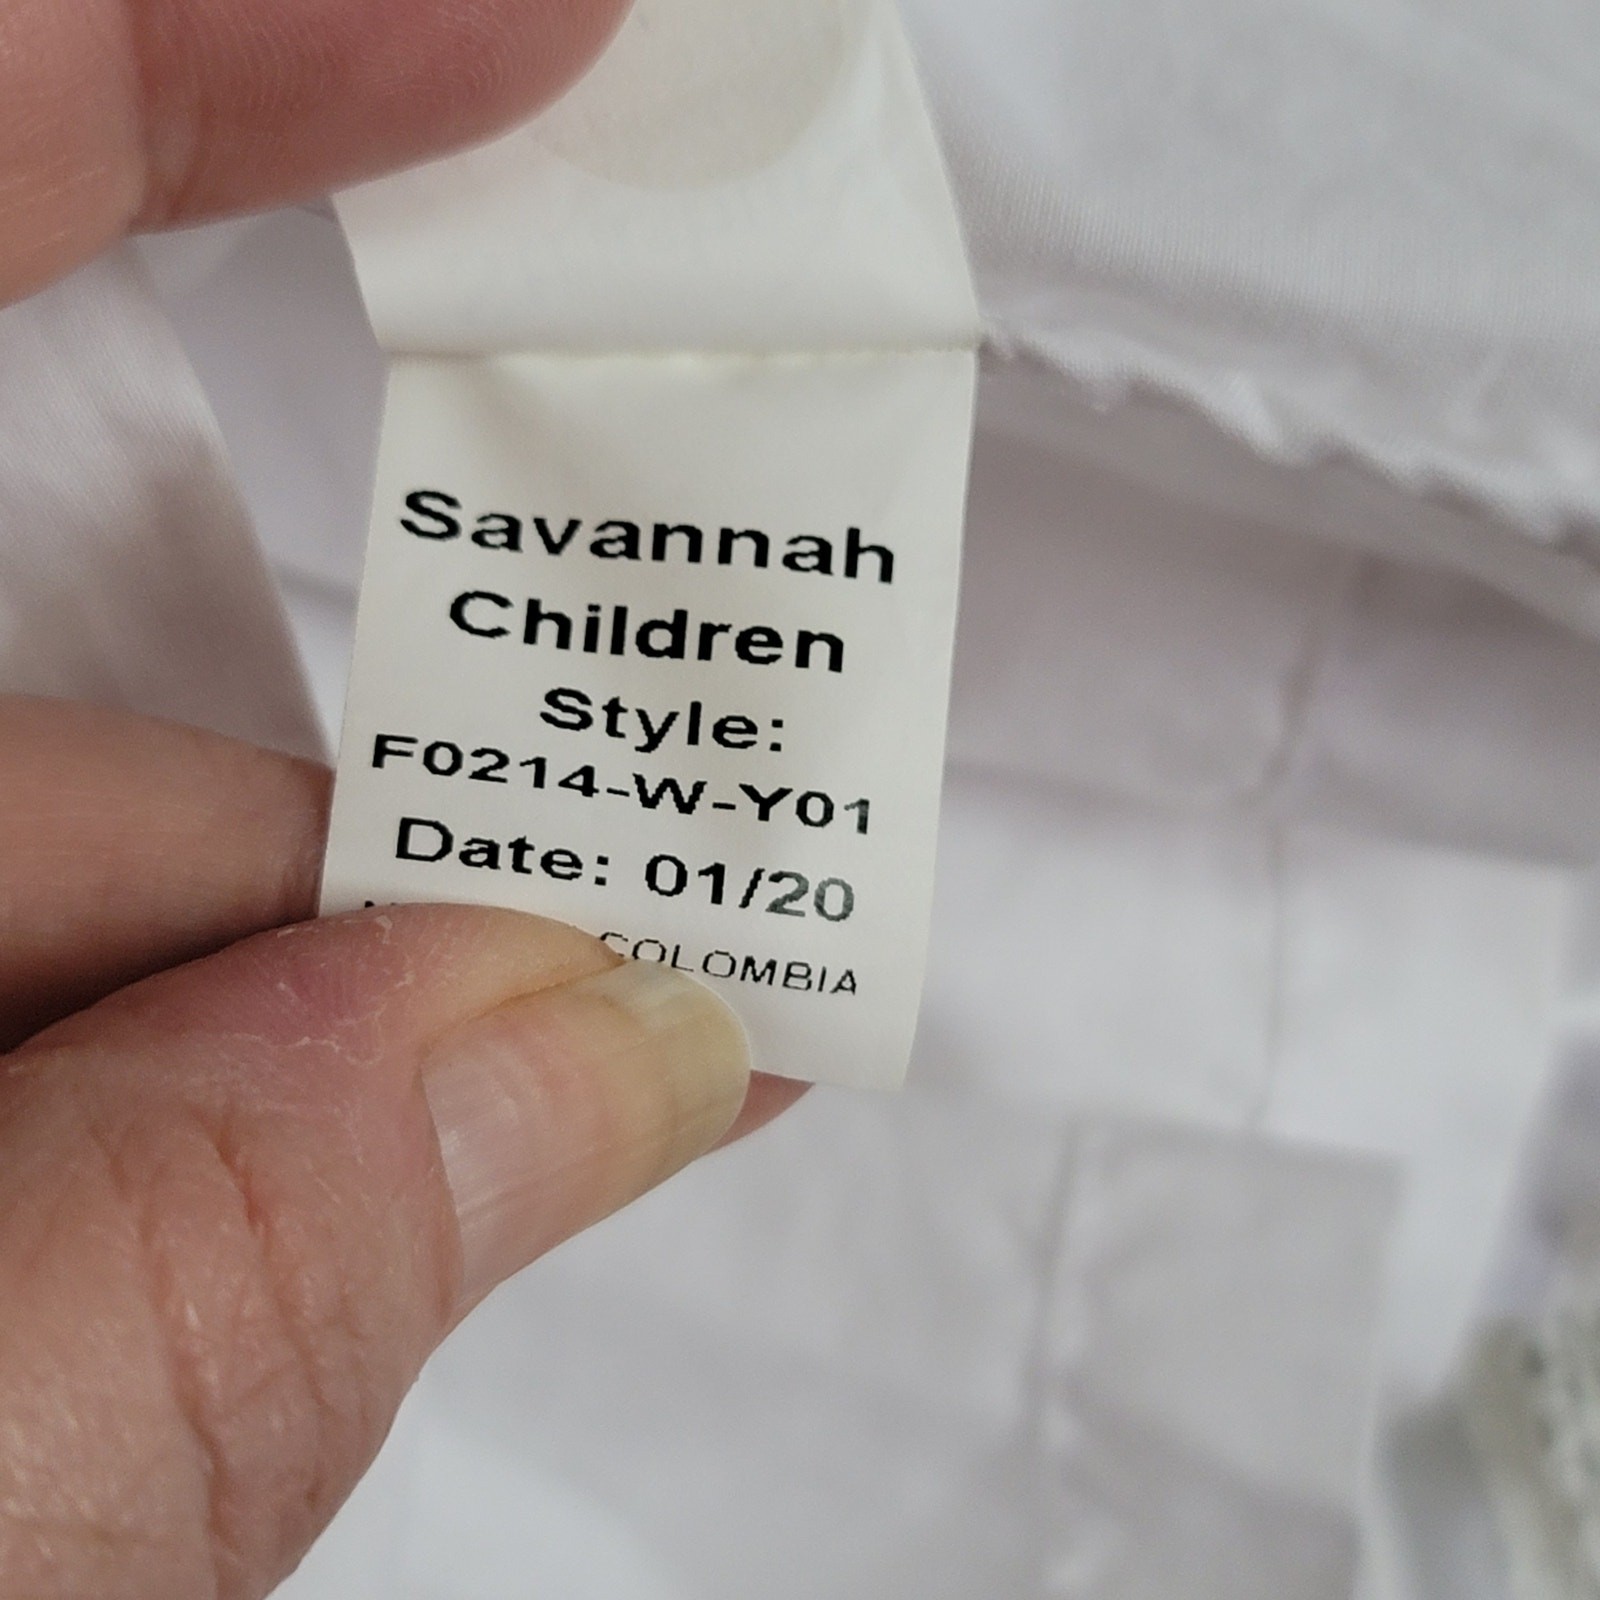 Savannah
Children
Style:
F0214-W-Y01
Date: 01/20
COLOMBIA